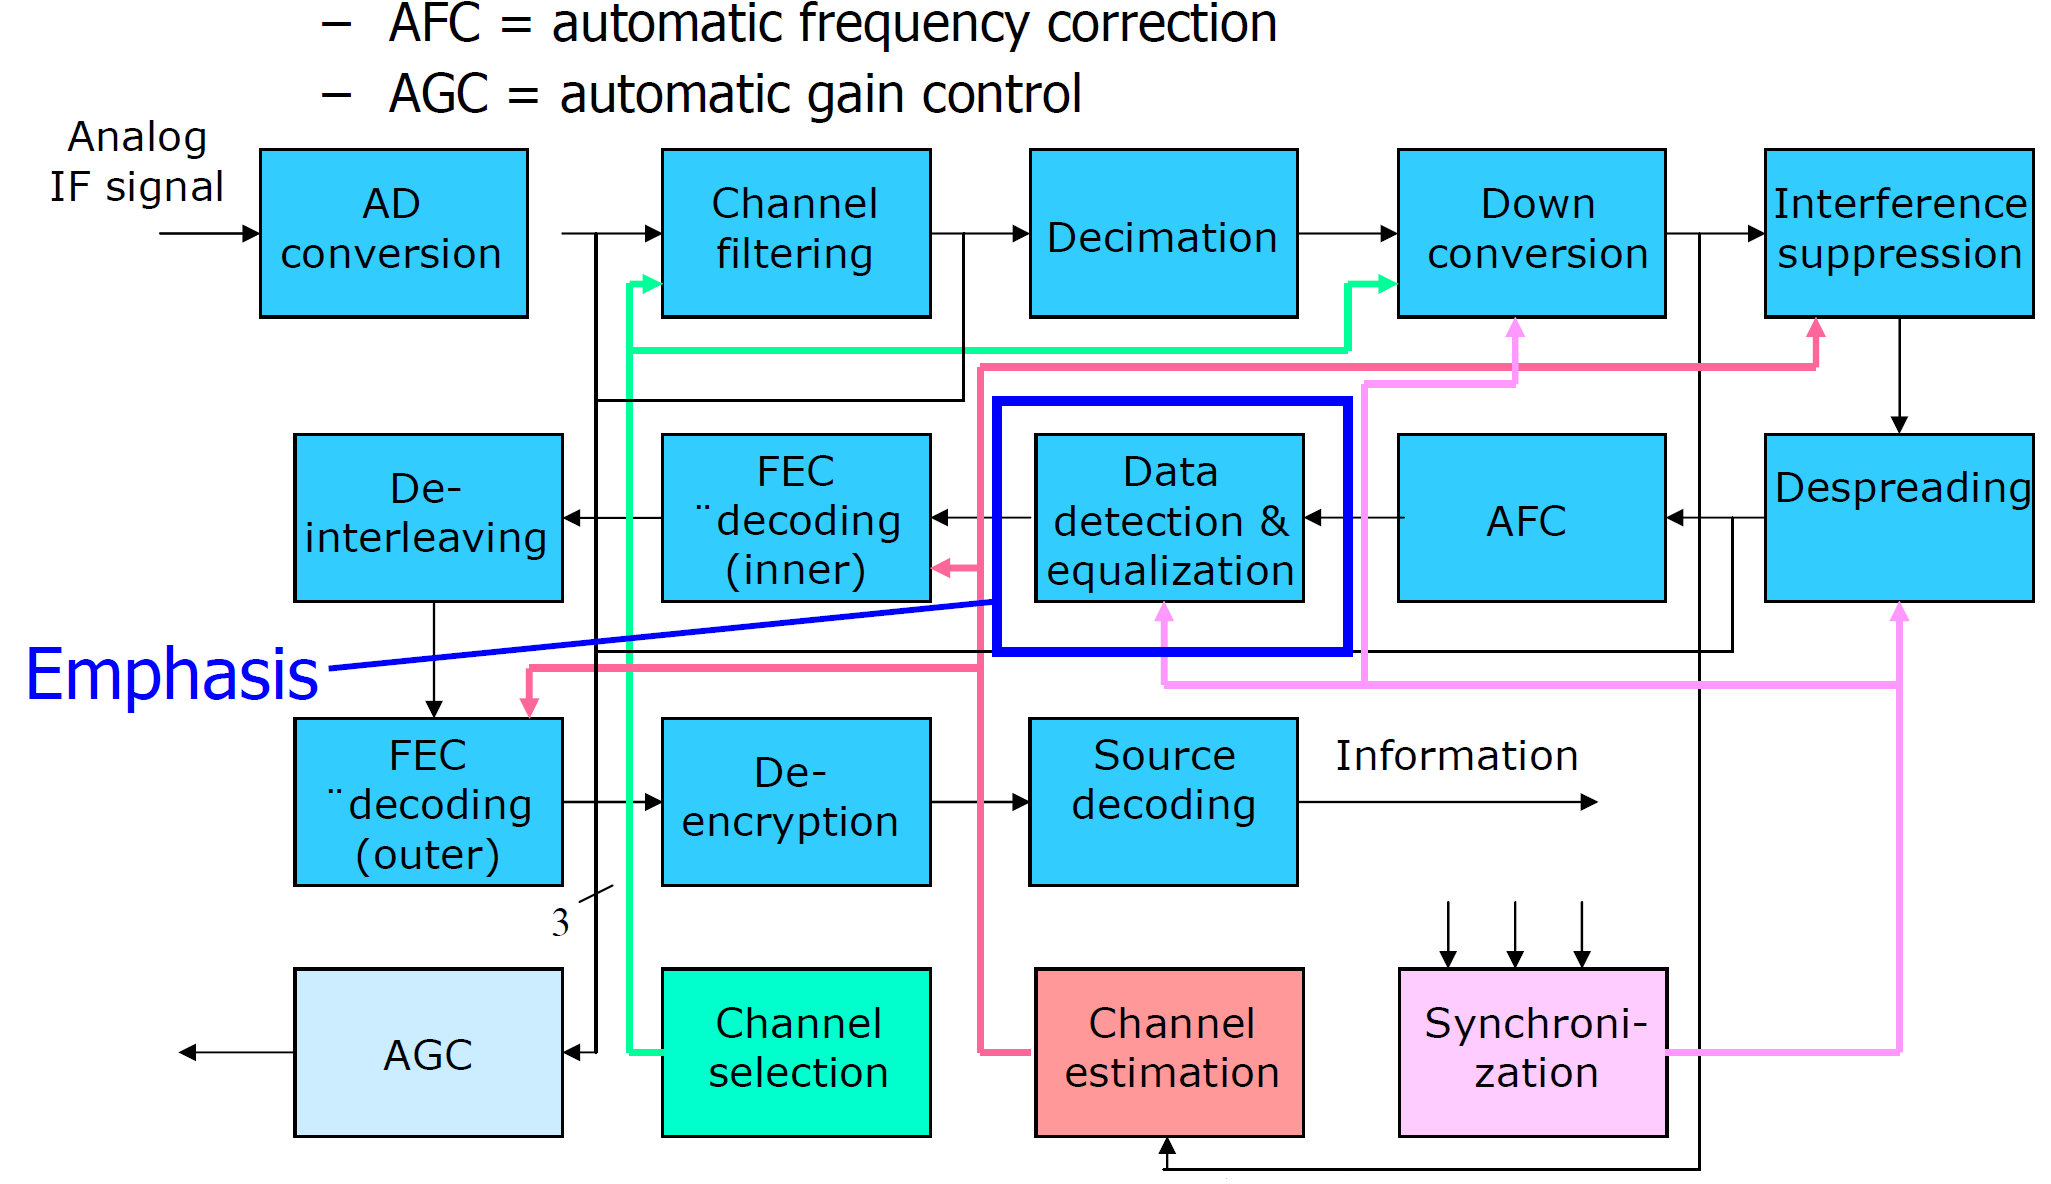 – AFC = automatic frequency correction
– AGC = automatic gain control
Analog
IF signal
AD
conversion
Channel
filtering
Decimation
Down
conversion
Interference
suppression
De-
interleaving
FEC
¨decoding
(inner)
Data
detection &
equalization
AFC
Despreading
Emphasis
FEC
¨decoding
(outer)
De-
encryption
Source
decoding
Information
3
AGC
Channel
selection
Channel
estimation
Synchroni-
zation